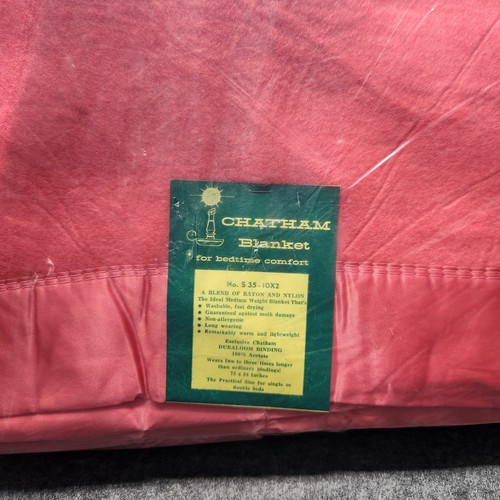 CHATHAM
Blanket
for bedtime comfort
No. S 35-10X2
A BLEND OF RAYON AND NYLON
The Ideal Medium Weight Blanket That's
● Washable, fast drying
● Guaranteed against moth damage
● Non-allergenic
● Long wearing
● Remarkably warm and lightweight
Exclusive Chatham
DURALOOM BINDING
100% Acetate
Wears two to three times longer
than ordinary bindings!
72 x 84 Inches
The Practical Size for single or
double beds